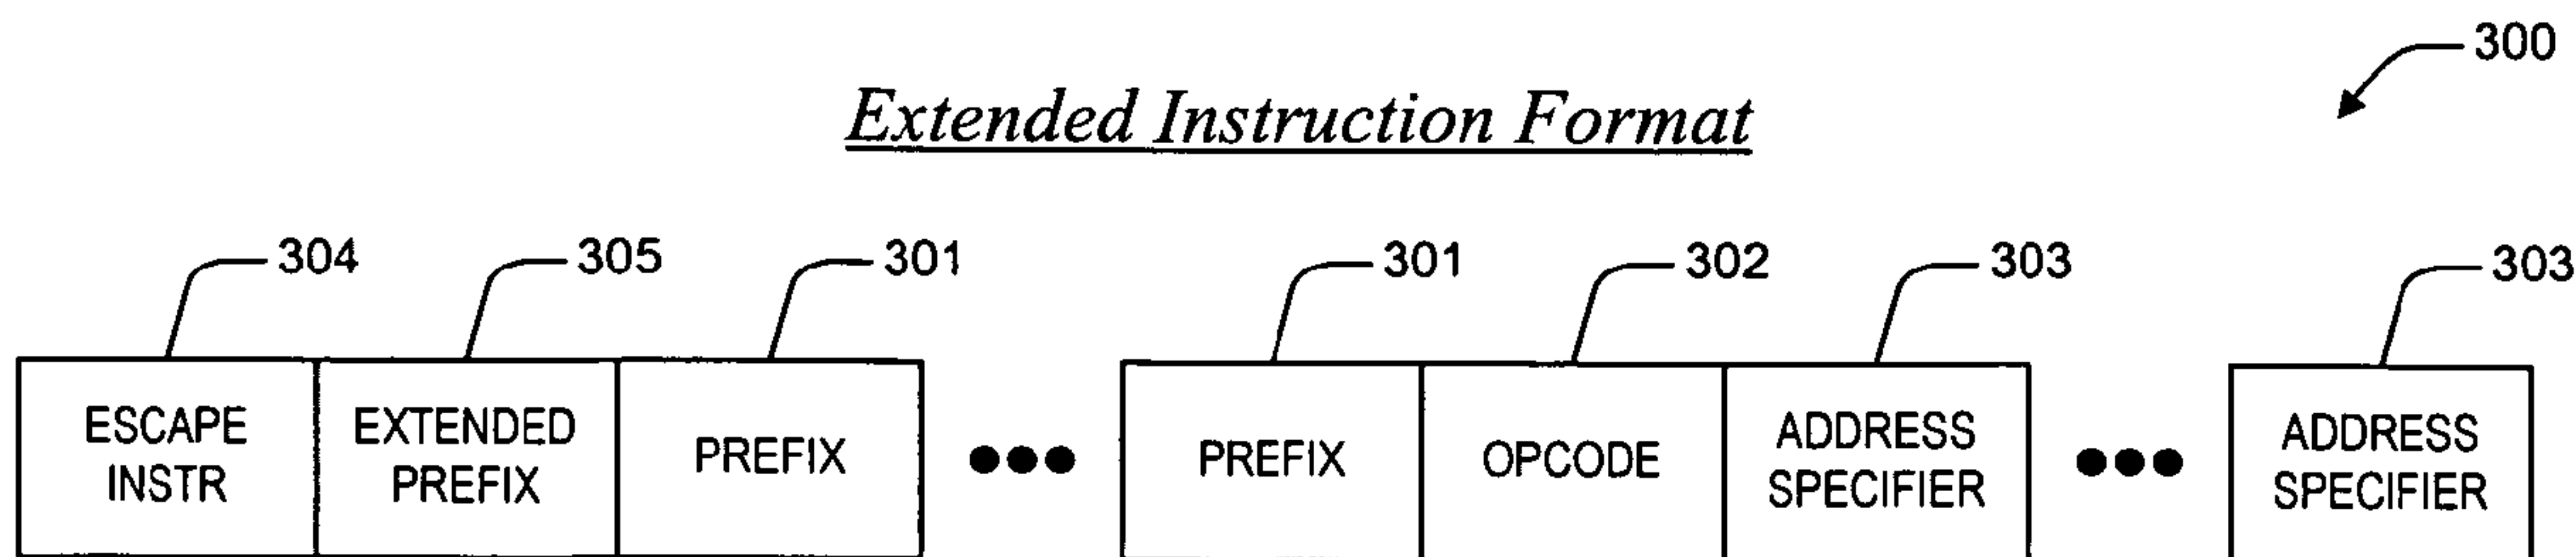 300
Extended Instruction Format
304
305
301
301
302
303
303
ESCAPE
INSTR
EXTENDED
PREFIX
PREFIX
PREFIX
OPCODE
ADDRESS
SPECIFIER
ADDRESS
SPECIFIER